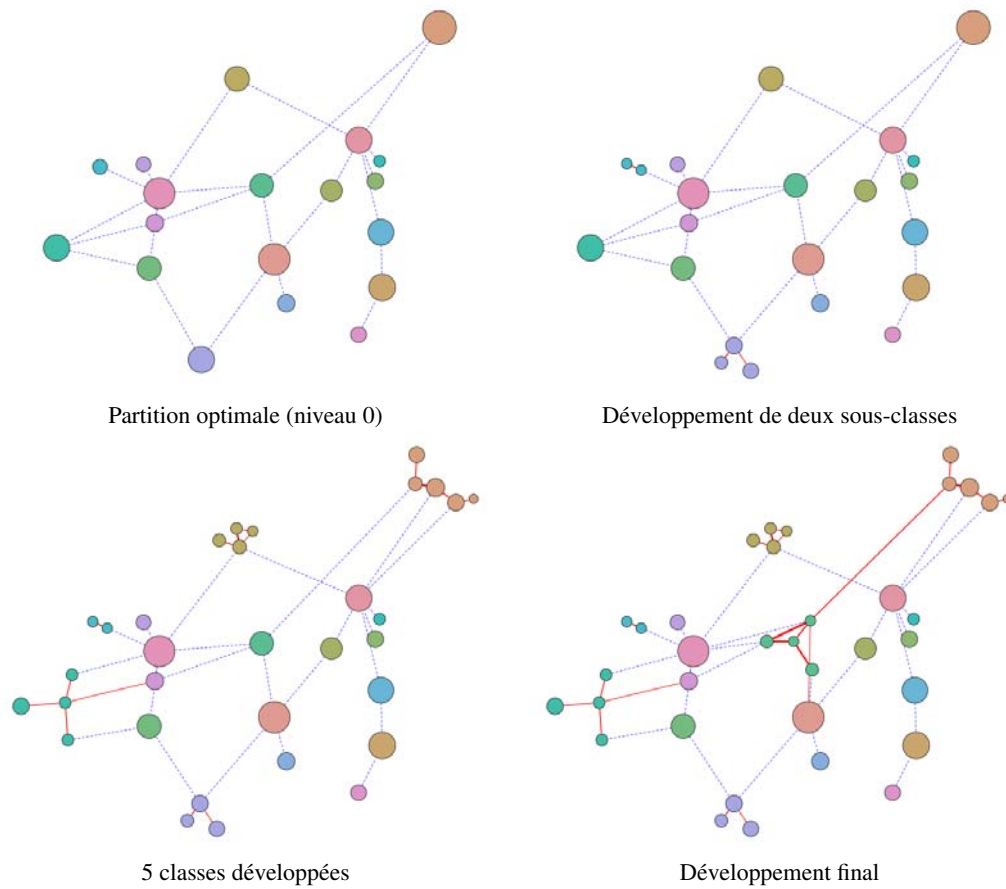 Partition optimale (niveau 0)
Développement de deux sous-classes
5 classes développées
Développement final